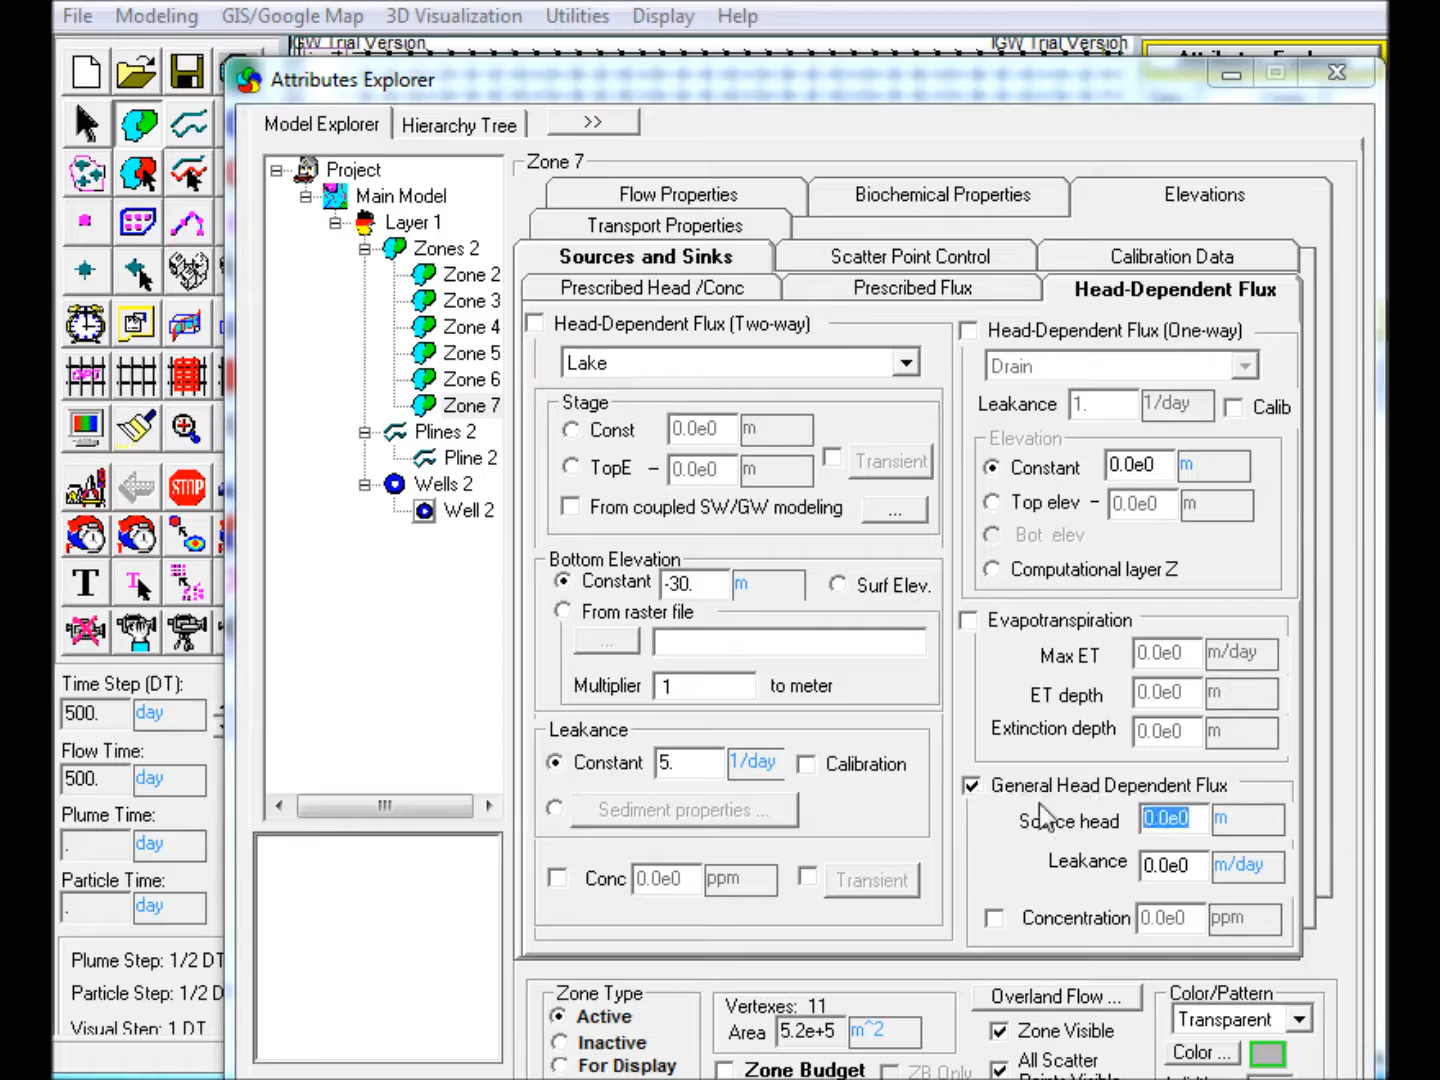 File Modeling GIS/Google Map 3D Visualization Utilities Display Help
IGW Trial Version IGW Trial Version
Attributes Explorer
Model Explorer Hierarchy Tree >>
Project
Main Model
Layer 1
Zones 2
Zone 2
Zone 3
Zone 4
Zone 5
Zone 6
Zone 7
Plines 2
Pline 2
Wells 2
Well 2
Zone 7
Flow Properties Biochemical Properties Elevations
Transport Properties
Sources and Sinks Scatter Point Control Calibration Data
Prescribed Head /Conc Prescribed Flux Head-Dependent Flux
Head-Dependent Flux (Two-way)
Lake
Stage
Const 0.0e0 m
TopE - 0.0e0 m Transient
From coupled SW/GW modeling ...
Bottom Elevation
Constant -30. m Surf Elev.
From raster file
...
Multiplier 1 to meter
Leakance
Constant 5. 1/day Calibration
Sediment properties ...
Conc 0.0e0 ppm Transient
Head-Dependent Flux (One-way)
Drain
Leakance 1. 1/day Calib
Elevation
Constant 0.0e0 m
Top elev - 0.0e0 m
Bot elev
Computational layer Z
Evapotranspiration
Max ET 0.0e0 m/day
ET depth 0.0e0 m
Extinction depth 0.0e0 m
General Head Dependent Flux
Source head 0.0e0 m
Leakance 0.0e0 m/day
Concentration 0.0e0 ppm
Zone Type
Active
Inactive
For Display
Vertexes: 11
Area 5.2e+5 m^2
Zone Budget ZB Only
Overland Flow ...
Zone Visible
All Scatter
Color/Pattern
Transparent
Color ...
OPT
STOP
T
T
Time Step (DT):
500. day
Flow Time:
500. day
Plume Time:
. day
Particle Time:
. day
Plume Step: 1/2 DT
Particle Step: 1/2 D
Visual Step: 1 DT